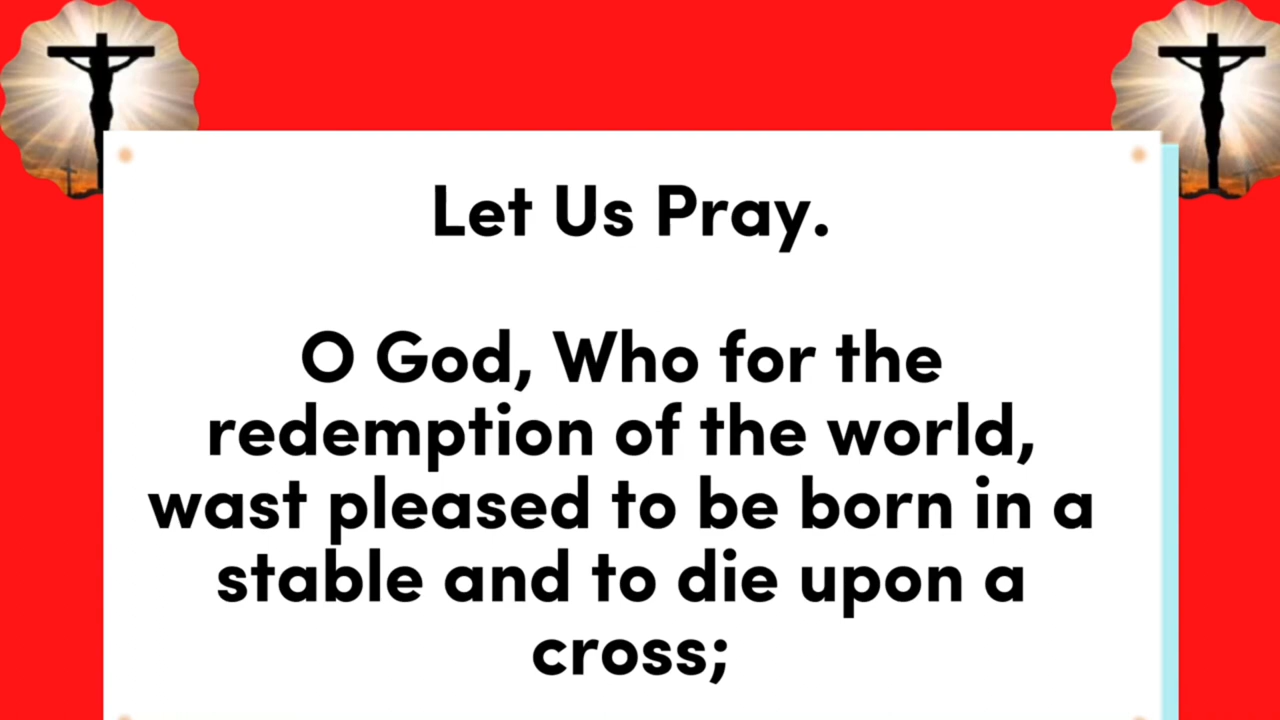 Let Us Pray.
O God, Who for the
redemption of the world,
wast pleased to be born in a
stable and to die upon a
cross;